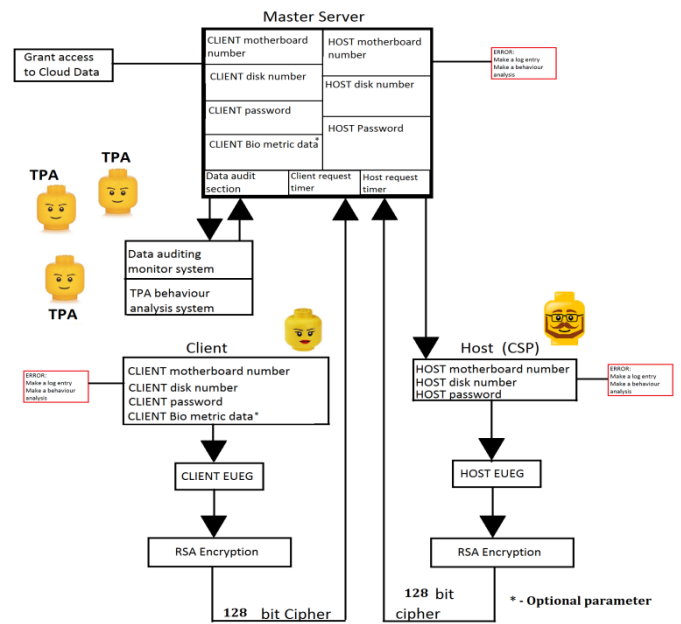 Master Server
Grant access
to Cloud Data
CLIENT motherboard
number
CLIENT disk number
CLIENT password
CLIENT Bio metric data*
HOST motherboard
number
HOST disk number
HOST Password
Data audit
section
Client request
timer
Host request
timer
ERROR:
Make a log entry
Make a behaviour
analysis
TPA
TPA
TPA
Data auditing
monitor system
TPA behaviour
analysis system
Client
CLIENT motherboard number
CLIENT disk number
CLIENT password
CLIENT Bio metric data*
ERROR:
Make a log entry
Make a behaviour
analysis
Host (CSP)
HOST motherboard number
HOST disk number
HOST password
ERROR:
Make a log entry
Make a behaviour
analysis
CLIENT EUEG
HOST EUEG
RSA Encryption
RSA Encryption
128 bit Cipher
128 bit
cipher
* - Optional parameter